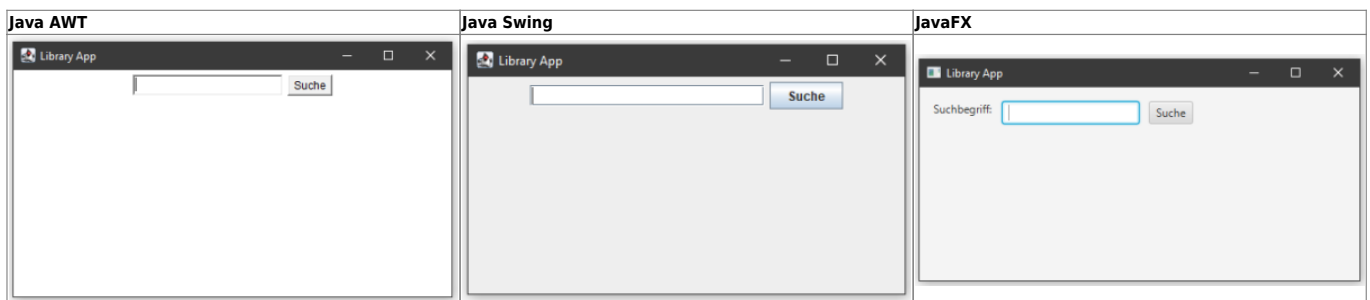 Java AWT
Java Swing
JavaFX
Library App
Suche
Library App
Suche
Library App
Suchbegriff:
Suche